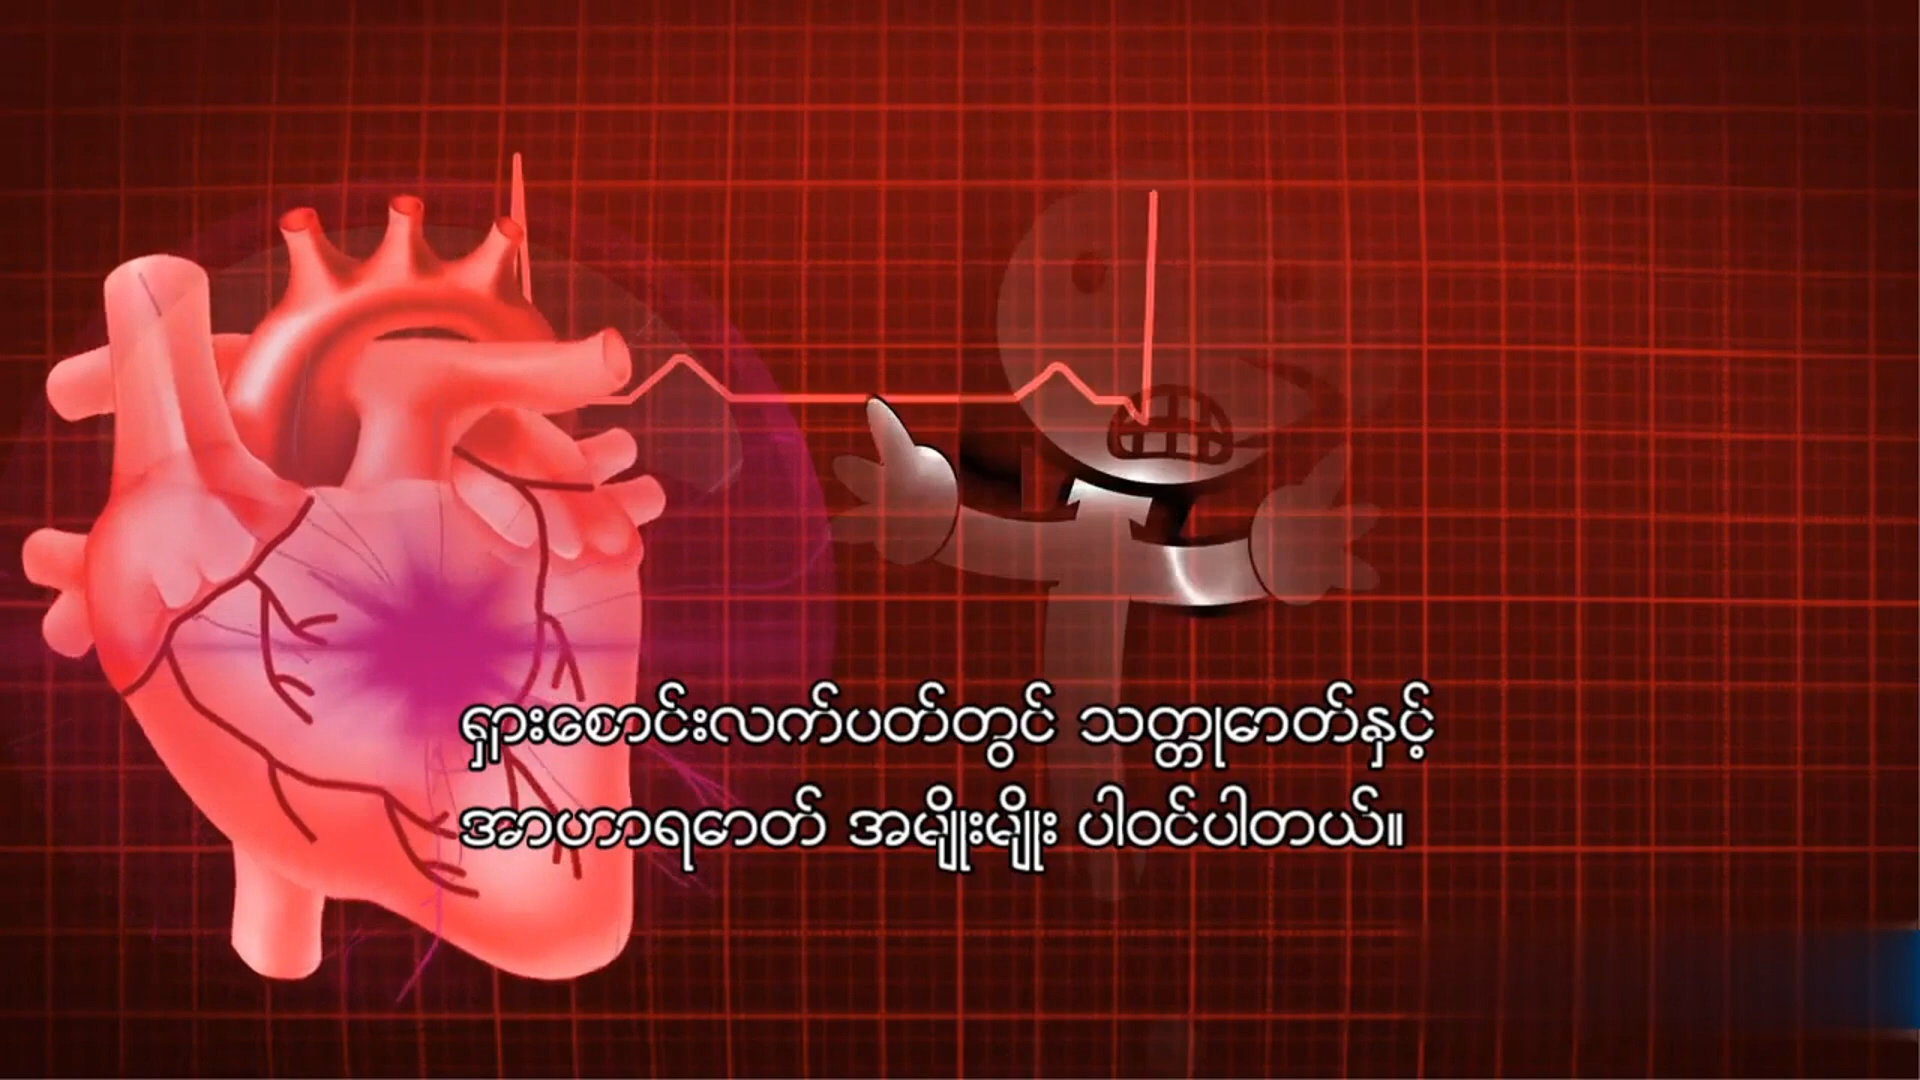 ရှားစောင်းလက်ပတ်တွင် သတ္တုဓာတ်နှင့်
အာဟာရဓာတ် အမျိုးမျိုး ပါဝင်ပါတယ်။